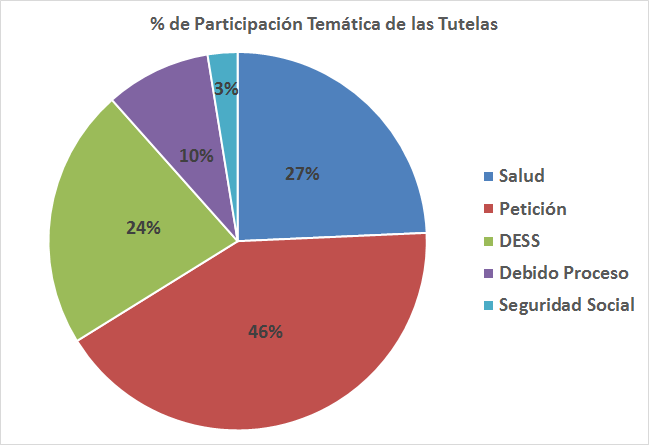 % de Participación Temática de las Tutelas
3%
27%
10%
24%
46%
Salud
Petición
DESS
Debido Proceso
Seguridad Social